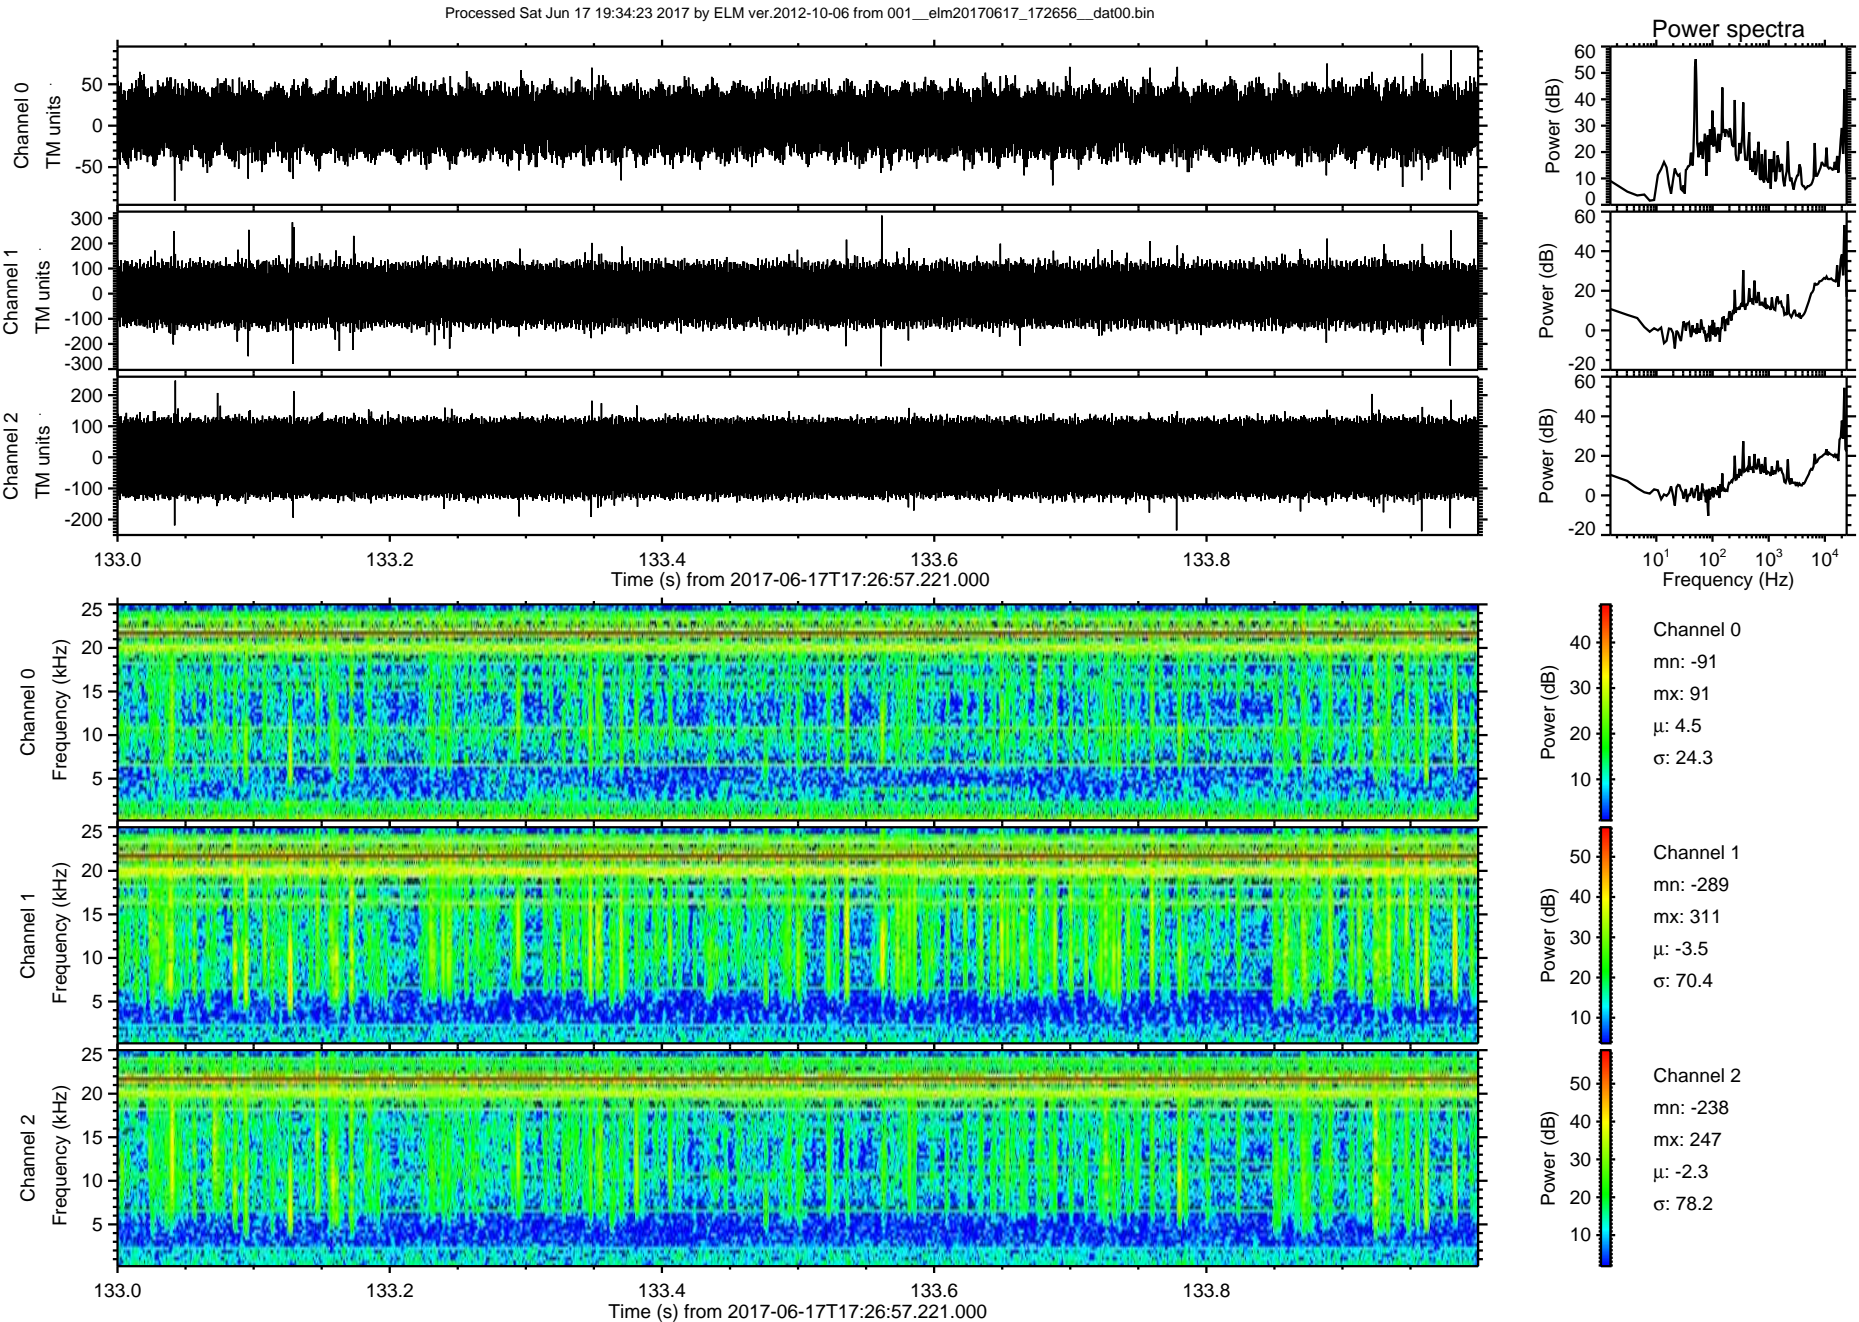 Processed Sat Jun 17 19:34:23 2017 by ELM ver.2012-10-06 from 001__elm20170617_172656__dat00.bin
Power spectra
Channel 0
TM units
50
0
-50
Power (dB)
60
50
40
30
20
10
0
Channel 1
TM units
300
200
100
0
-100
-200
-300
Power (dB)
60
40
20
0
-20
Channel 2
TM units
200
100
0
-100
-200
Power (dB)
60
40
20
0
-20
133.0 133.2 133.4 133.6 133.8
Time (s) from 2017-06-17T17:26:57.221.000
10^1 10^2 10^3 10^4
Frequency (Hz)
Channel 0
Frequency (kHz)
25
20
15
10
5
Power (dB)
40
30
20
10
Channel 0
mn: -91
mx: 91
μ: 4.5
σ: 24.3
Channel 1
Frequency (kHz)
25
20
15
10
5
Power (dB)
50
40
30
20
10
Channel 1
mn: -289
mx: 311
μ: -3.5
σ: 70.4
Channel 2
Frequency (kHz)
25
20
15
10
5
Power (dB)
50
40
30
20
10
Channel 2
mn: -238
mx: 247
μ: -2.3
σ: 78.2
133.0 133.2 133.4 133.6 133.8
Time (s) from 2017-06-17T17:26:57.221.000